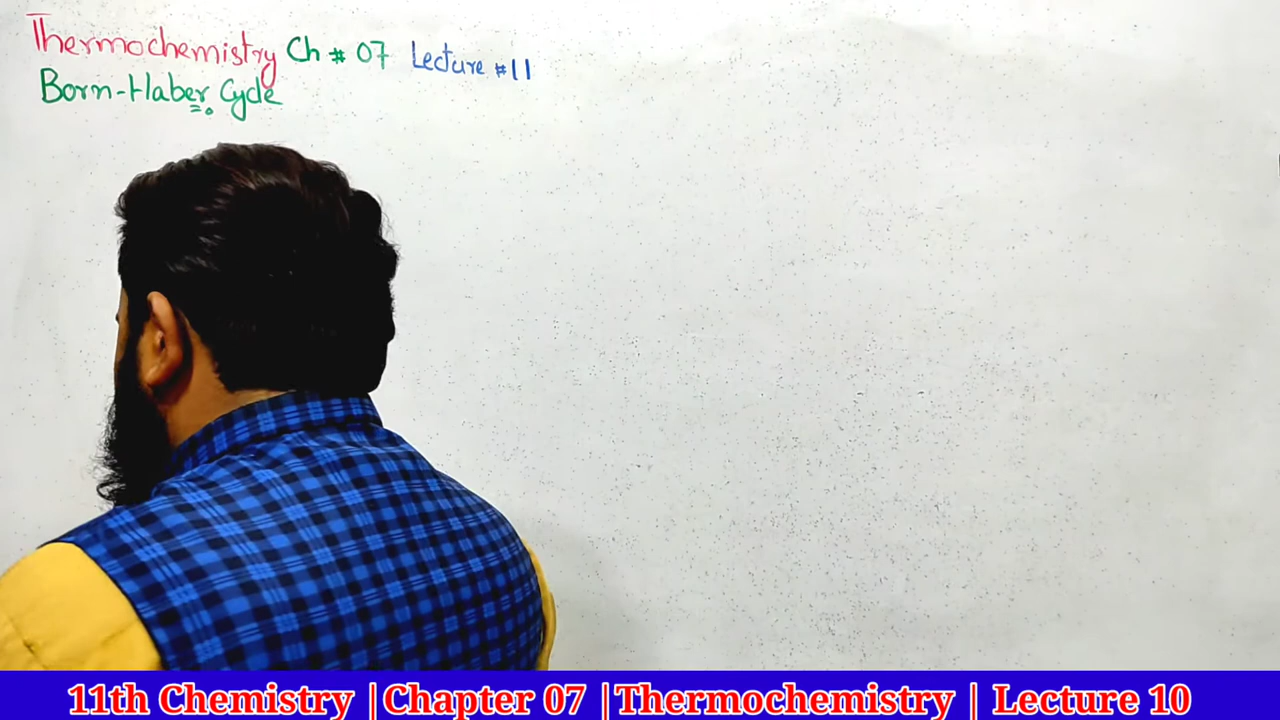 Thermochemistry Ch # 07 Lecture #11
Born-Haber Cycle
11th Chemistry |Chapter 07 |Thermochemistry | Lecture 10